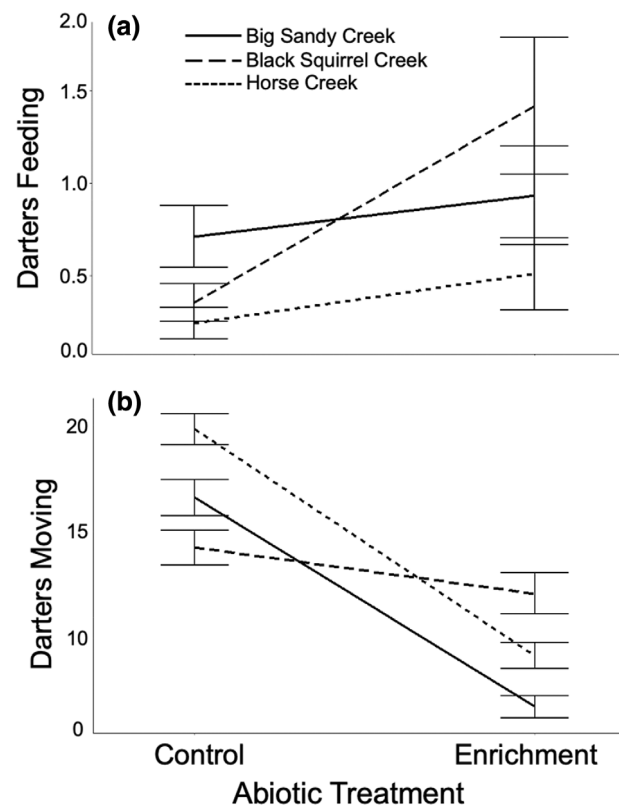 (a)
Big Sandy Creek
Black Squirrel Creek
Horse Creek
Darters Feeding
2.0
1.5
1.0
0.5
0.0
(b)
Darters Moving
20
15
10
0
Control Enrichment
Abiotic Treatment